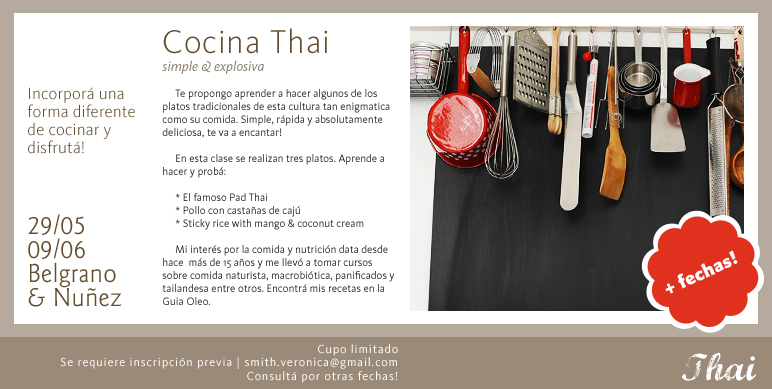 Cocina Thai
simple & explosiva
Incorporá una
forma diferente
de cocinar y
disfrutá!
29/05
09/06
Belgrano
& Nuñez
Te propongo aprender a hacer algunos de los
platos tradicionales de esta cultura tan enigmatica
como su comida. Simple, rápida y absolutamente
deliciosa, te va a encantar!
En esta clase se realizan tres platos. Aprende a
hacer y probá:
* El famoso Pad Thai
* Pollo con castañas de cajú
* Sticky rice with mango & coconut cream
Mi interés por la comida y nutrición data desde
hace más de 15 años y me llevó a tomar cursos
sobre comida naturista, macrobiótica, panificados y
tailandesa entre otros. Encontrá mis recetas en la
Guia Oleo.
+ fechas!
Cupo limitado
Se requiere inscripción previa | smith.veronica@gmail.com
Consultá por otras fechas!
Thai